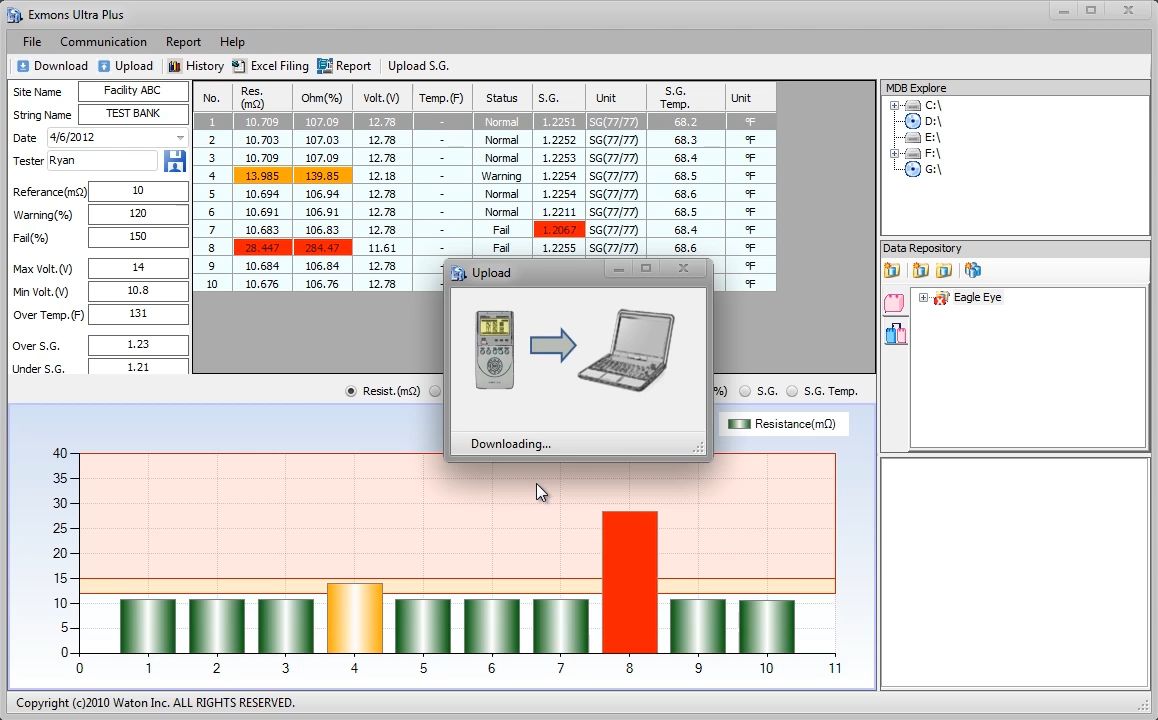 Exmons Ultra Plus
File Communication Report Help
Download Upload History Excel Filing Report Upload S.G.
Site Name Facility ABC
String Name TEST BANK
Date 4/6/2012
Tester Ryan
Referance(mΩ) 10
Warning(%) 120
Fail(%) 150
Max Volt.(V) 14
Min Volt.(V) 10.8
Over Temp.(F) 131
Over S.G. 1.23
Under S.G. 1.21
No. Res. (mΩ) Ohm(%) Volt.(V) Temp.(F) Status S.G. Unit S.G. Temp. Unit
1 10.709 107.09 12.78 - Normal 1.2251 SG(77/77) 68.2 ºF
2 10.703 107.03 12.78 - Normal 1.2252 SG(77/77) 68.3 ºF
3 10.709 107.09 12.78 - Normal 1.2253 SG(77/77) 68.4 ºF
4 13.985 139.85 12.18 - Warning 1.2254 SG(77/77) 68.5 ºF
5 10.694 106.94 12.78 - Normal 1.2254 SG(77/77) 68.6 ºF
6 10.691 106.91 12.78 - Normal 1.2211 SG(77/77) 68.5 ºF
7 10.683 106.83 12.78 - Fail 1.2067 SG(77/77) 68.4 ºF
8 28.447 284.47 11.61 - Fail 1.2255 SG(77/77) 68.6 ºF
9 10.684 106.84 12.78 ºF
10 10.676 106.76 12.78 ºF
MDB Explore
C:\
D:\
E:\
F:\
G:\
Data Repository
Eagle Eye
Upload
Downloading...
Resist.(mΩ) %) S.G. S.G. Temp.
Resistance(mΩ)
40
35
30
25
20
15
10
5
0
0 1 2 3 4 5 6 7 8 9 10 11
Copyright (c)2010 Waton Inc. ALL RIGHTS RESERVED.